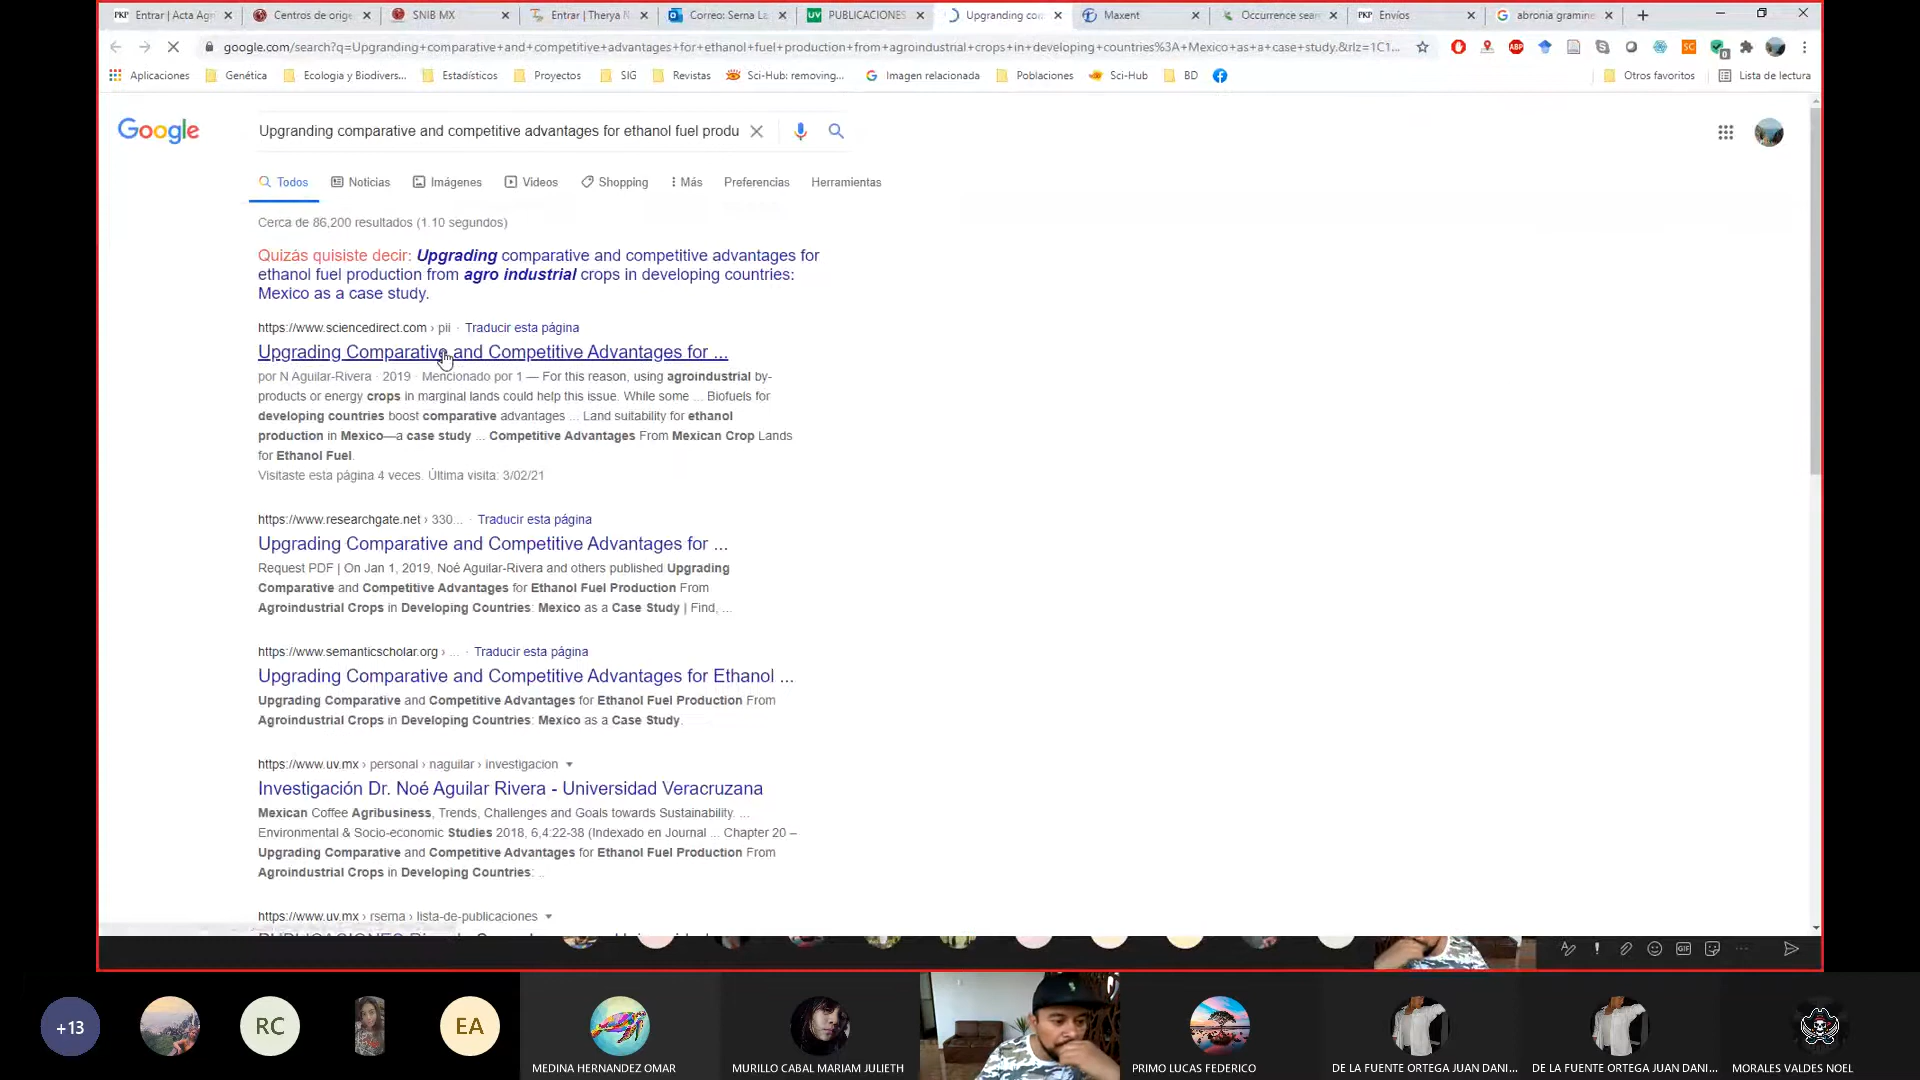 PKP Entrar | Acta Agri
Centros de orige
SNIB MX
Entrar | Therya N
Correo: Serna La
UV PUBLICACIONES
Upgranding co
Maxent
Occurrence sear
PKP Envíos
abronia gramine
google.com/search?q=Upgranding+comparative+and+competitive+advantages+for+ethanol+fuel+production+from+agroindustrial+crops+in+developing+countries%3A+Mexico+as+a+case+study.&rlz=1C1...
Aplicaciones
Genética
Ecologia y Biodivers...
Estadísticos
Proyectos
SIG
Revistas
Sci-Hub: removing...
Imagen relacionada
Poblaciones
Sci-Hub
BD
Otros favoritos
Lista de lectura
Google
Upgranding comparative and competitive advantages for ethanol fuel produ
Todos
Noticias
Imágenes
Videos
Shopping
Más
Preferencias
Herramientas
Cerca de 86,200 resultados (1.10 segundos)
Quizás quisiste decir: Upgrading comparative and competitive advantages for
ethanol fuel production from agro industrial crops in developing countries:
Mexico as a case study.
https://www.sciencedirect.com › pii · Traducir esta página
Upgrading Comparative and Competitive Advantages for ...
por N Aguilar-Rivera · 2019 · Mencionado por 1 — For this reason, using agroindustrial by-
products or energy crops in marginal lands could help this issue. While some ... Biofuels for
developing countries boost comparative advantages ... Land suitability for ethanol
production in Mexico—a case study ... Competitive Advantages From Mexican Crop Lands
for Ethanol Fuel.
Visitaste esta página 4 veces. Última visita: 3/02/21
https://www.researchgate.net › 330... · Traducir esta página
Upgrading Comparative and Competitive Advantages for ...
Request PDF | On Jan 1, 2019, Noé Aguilar-Rivera and others published Upgrading
Comparative and Competitive Advantages for Ethanol Fuel Production From
Agroindustrial Crops in Developing Countries: Mexico as a Case Study | Find, ...
https://www.semanticscholar.org › ... · Traducir esta página
Upgrading Comparative and Competitive Advantages for Ethanol ...
Upgrading Comparative and Competitive Advantages for Ethanol Fuel Production From
Agroindustrial Crops in Developing Countries: Mexico as a Case Study.
https://www.uv.mx › personal › naguilar › investigacion
Investigación Dr. Noé Aguilar Rivera - Universidad Veracruzana
Mexican Coffee Agribusiness, Trends, Challenges and Goals towards Sustainability. ...
Environmental & Socio-economic Studies 2018, 6,4:22-38 (Indexado en Journal ... Chapter 20 –
Upgrading Comparative and Competitive Advantages for Ethanol Fuel Production From
Agroindustrial Crops in Developing Countries: ..
https://www.uv.mx › rserna › lista-de-publicaciones
+13
RC
EA
MEDINA HERNANDEZ OMAR
MURILLO CABAL MARIAM JULIETH
PRIMO LUCAS FEDERICO
DE LA FUENTE ORTEGA JUAN DANI...
DE LA FUENTE ORTEGA JUAN DANI...
MORALES VALDES NOEL